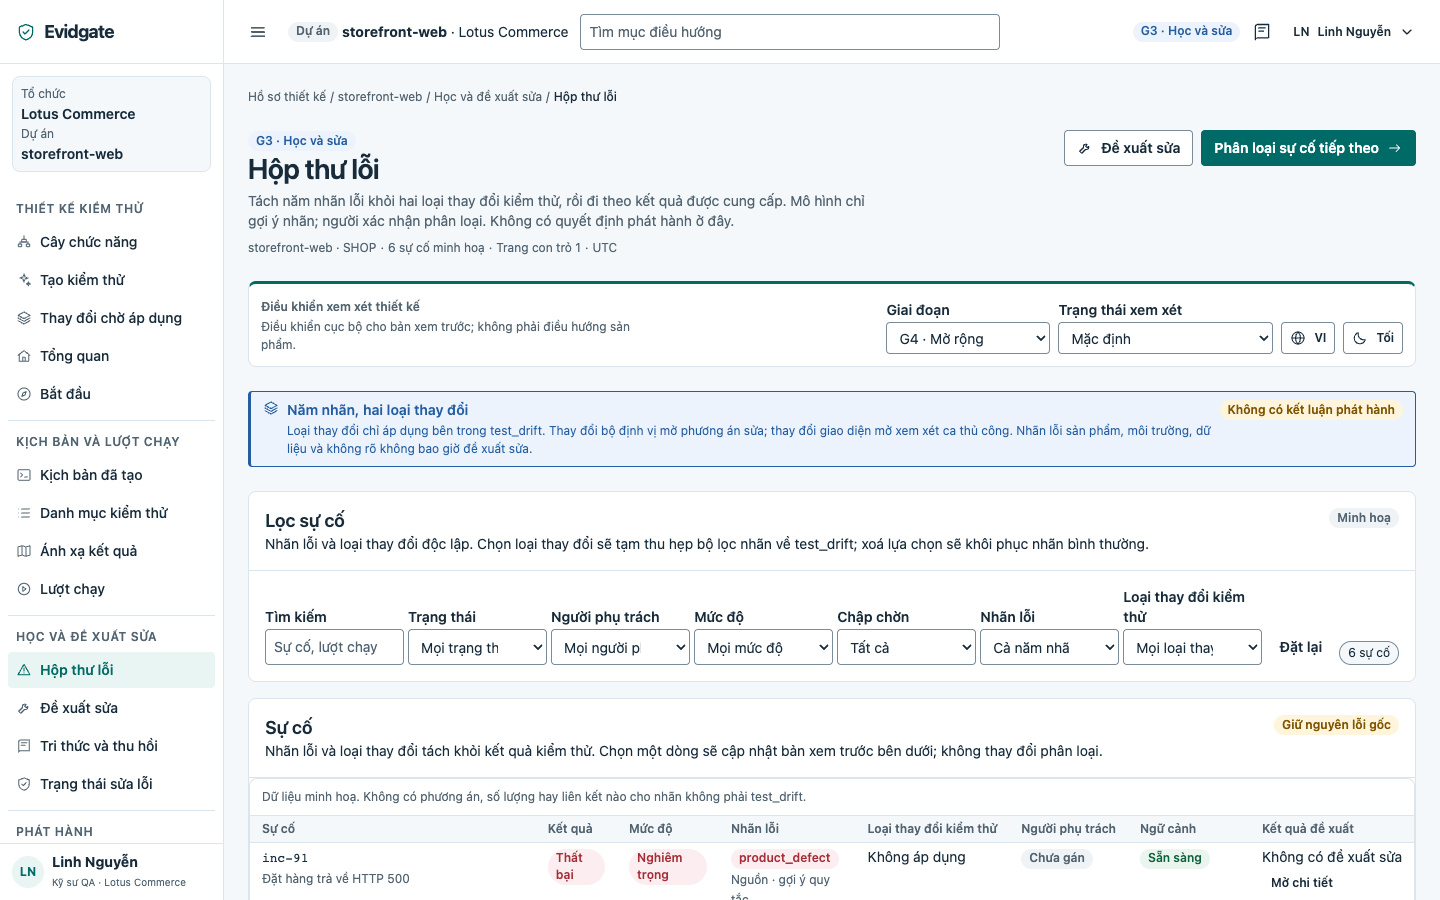 Evidgate
Dự án storefront-web · Lotus Commerce
Tìm mục điều hướng
G3 · Học và sửa
LN Linh Nguyễn
Tổ chức
Lotus Commerce
Dự án
storefront-web
THIẾT KẾ KIỂM THỬ
Cây chức năng
Tạo kiểm thử
Thay đổi chờ áp dụng
Tổng quan
Bắt đầu
KỊCH BẢN VÀ LƯỢT CHẠY
Kịch bản đã tạo
Danh mục kiểm thử
Ánh xạ kết quả
Lượt chạy
HỌC VÀ ĐỀ XUẤT SỬA
Hộp thư lỗi
Đề xuất sửa
Tri thức và thu hồi
Trạng thái sửa lỗi
PHÁT HÀNH
LN
Linh Nguyễn
Kỹ sư QA · Lotus Commerce
Hồ sơ thiết kế / storefront-web / Học và đề xuất sửa / Hộp thư lỗi
G3 · Học và sửa
Hộp thư lỗi
Tách năm nhãn lỗi khỏi hai loại thay đổi kiểm thử, rồi đi theo kết quả được cung cấp. Mô hình chỉ
gợi ý nhãn; người xác nhận phân loại. Không có quyết định phát hành ở đây.
storefront-web · SHOP · 6 sự cố minh hoạ · Trang con trỏ 1 · UTC
Đề xuất sửa
Phân loại sự cố tiếp theo
Điều khiển xem xét thiết kế
Điều khiển cục bộ cho bản xem trước; không phải điều hướng sản
phẩm.
Giai đoạn
G4 · Mở rộng
Trạng thái xem xét
Mặc định
VI
Tối
Năm nhãn, hai loại thay đổi
Không có kết luận phát hành
Loại thay đổi chỉ áp dụng bên trong test_drift. Thay đổi bộ định vị mở phương án sửa; thay đổi giao diện mở xem xét ca thủ công. Nhãn lỗi sản phẩm, môi trường, dữ
liệu và không rõ không bao giờ đề xuất sửa.
Lọc sự cố
Minh hoạ
Nhãn lỗi và loại thay đổi độc lập. Chọn loại thay đổi sẽ tạm thu hẹp bộ lọc nhãn về test_drift; xoá lựa chọn sẽ khôi phục nhãn bình thường.
Tìm kiếm
Sự cố, lượt chạy
Trạng thái
Mọi trạng th
Người phụ trách
Mọi người p
Mức độ
Mọi mức độ
Chập chờn
Tất cả
Nhãn lỗi
Cả năm nhã
Loại thay đổi kiểm
thử
Mọi loại thay
Đặt lại
6 sự cố
Sự cố
Giữ nguyên lỗi gốc
Nhãn lỗi và loại thay đổi tách khỏi kết quả kiểm thử. Chọn một dòng sẽ cập nhật bản xem trước bên dưới; không thay đổi phân loại.
Dữ liệu minh hoạ. Không có phương án, số lượng hay liên kết nào cho nhãn không phải test_drift.
Sự cố Kết quả Mức độ Nhãn lỗi Loại thay đổi kiểm thử Người phụ trách Ngữ cảnh Kết quả đề xuất
inc-91
Đặt hàng trả về HTTP 500
Thất
bại
Nghiêm
trọng
product_defect
Nguồn · gợi ý quy
tắc
Không áp dụng
Chưa gán
Sẵn sàng
Không có đề xuất sửa
Mở chi tiết